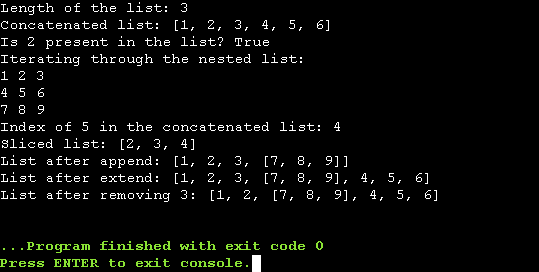 Length of the list: 3
Concatenated list: [1, 2, 3, 4, 5, 6]
Is 2 present in the list? True
Iterating through the nested list:
1 2 3
4 5 6
7 8 9
Index of 5 in the concatenated list: 4
Sliced list: [2, 3, 4]
List after append: [1, 2, 3, [7, 8, 9]]
List after extend: [1, 2, 3, [7, 8, 9], 4, 5, 6]
List after removing 3: [1, 2, [7, 8, 9], 4, 5, 6]
...Program finished with exit code 0
Press ENTER to exit console.